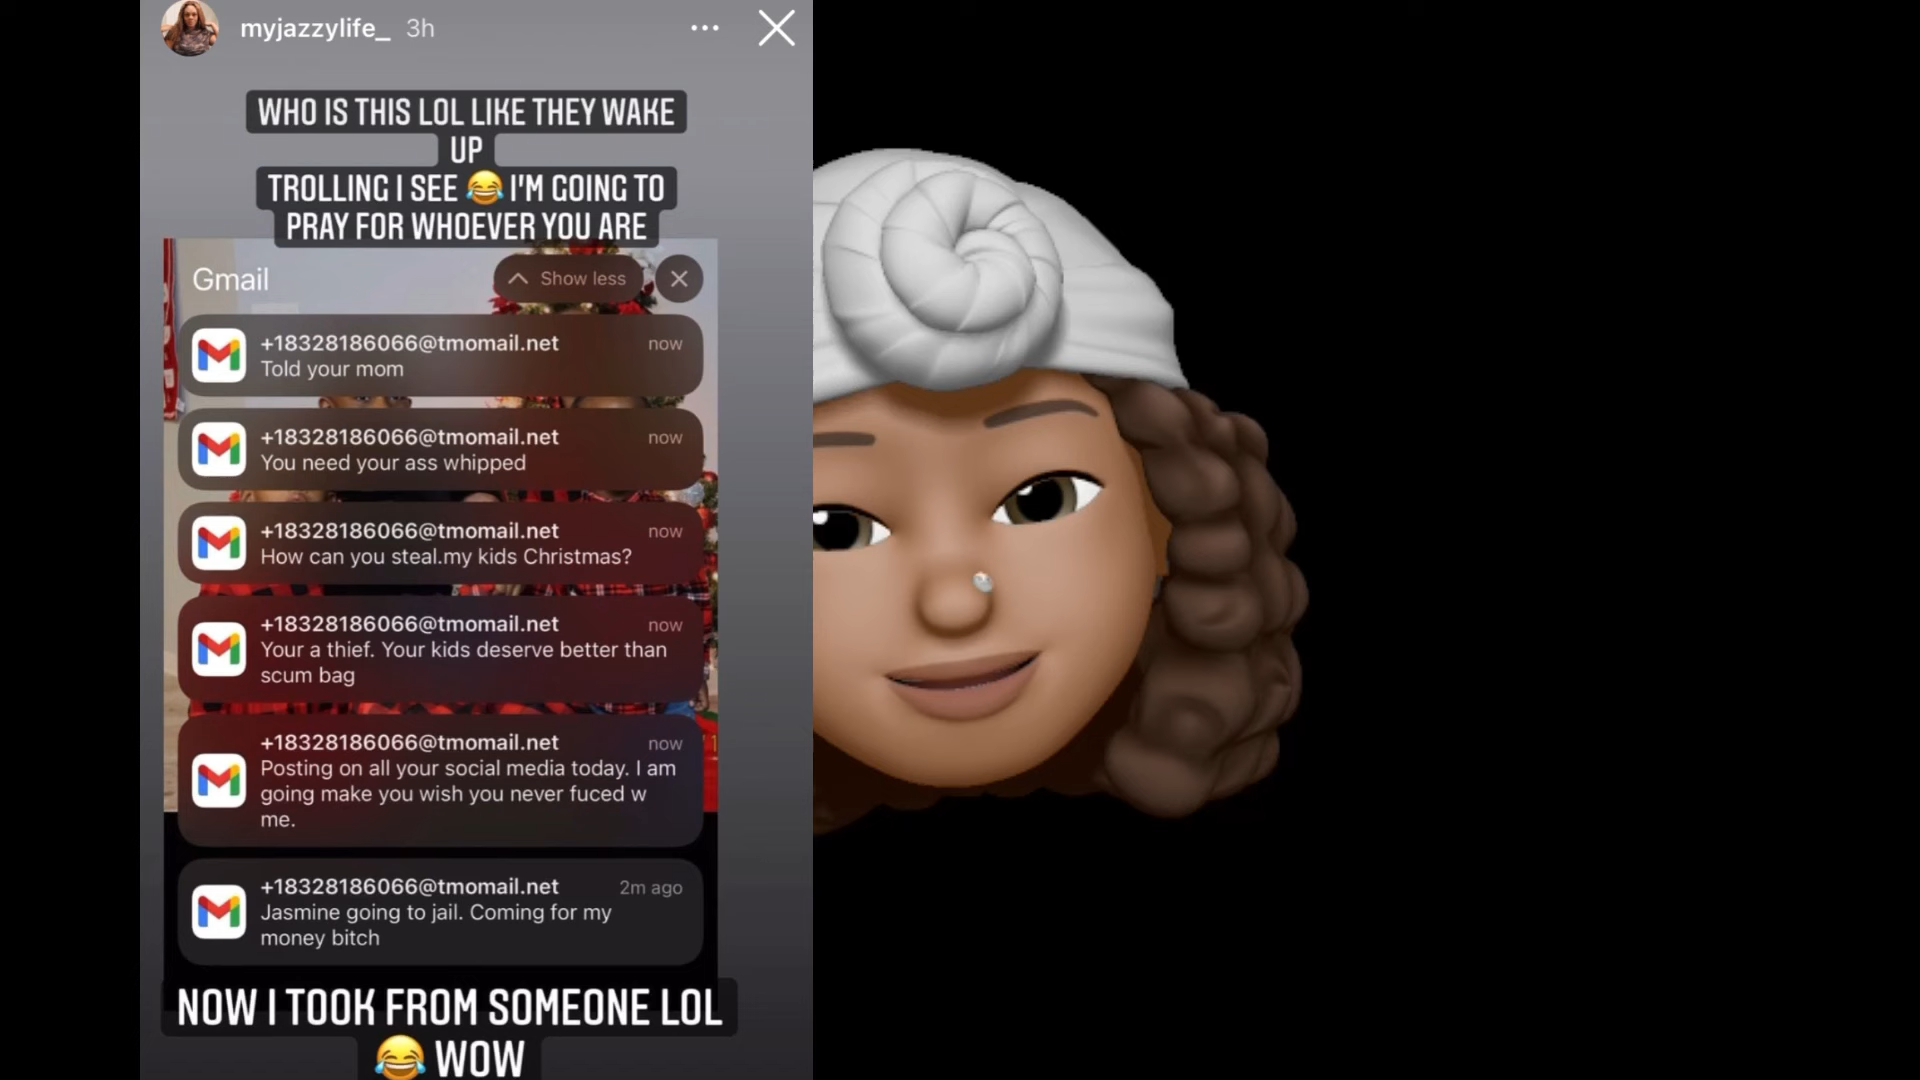 myjazzylife_ 3h
WHO IS THIS LOL LIKE THEY WAKE
UP
TROLLING I SEE 😂 I'M GOING TO
PRAY FOR WHOEVER YOU ARE
Gmail
Show less
+18328186066@tmomail.net now
Told your mom
+18328186066@tmomail.net now
You need your ass whipped
+18328186066@tmomail.net now
How can you steal.my kids Christmas?
+18328186066@tmomail.net now
Your a thief. Your kids deserve better than
scum bag
+18328186066@tmomail.net now
Posting on all your social media today. I am
going make you wish you never fuced w
me.
+18328186066@tmomail.net 2m ago
Jasmine going to jail. Coming for my
money bitch
NOW I TOOK FROM SOMEONE LOL
😂 WOW